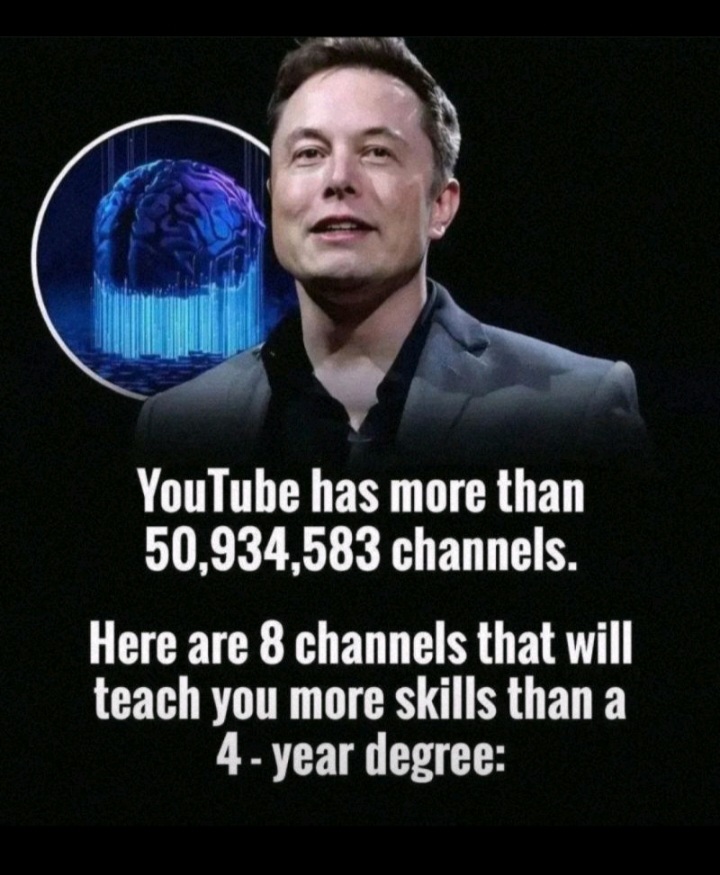 YouTube has more than
50,934,583 channels.
Here are 8 channels that will
teach you more skills than a
4 - year degree: